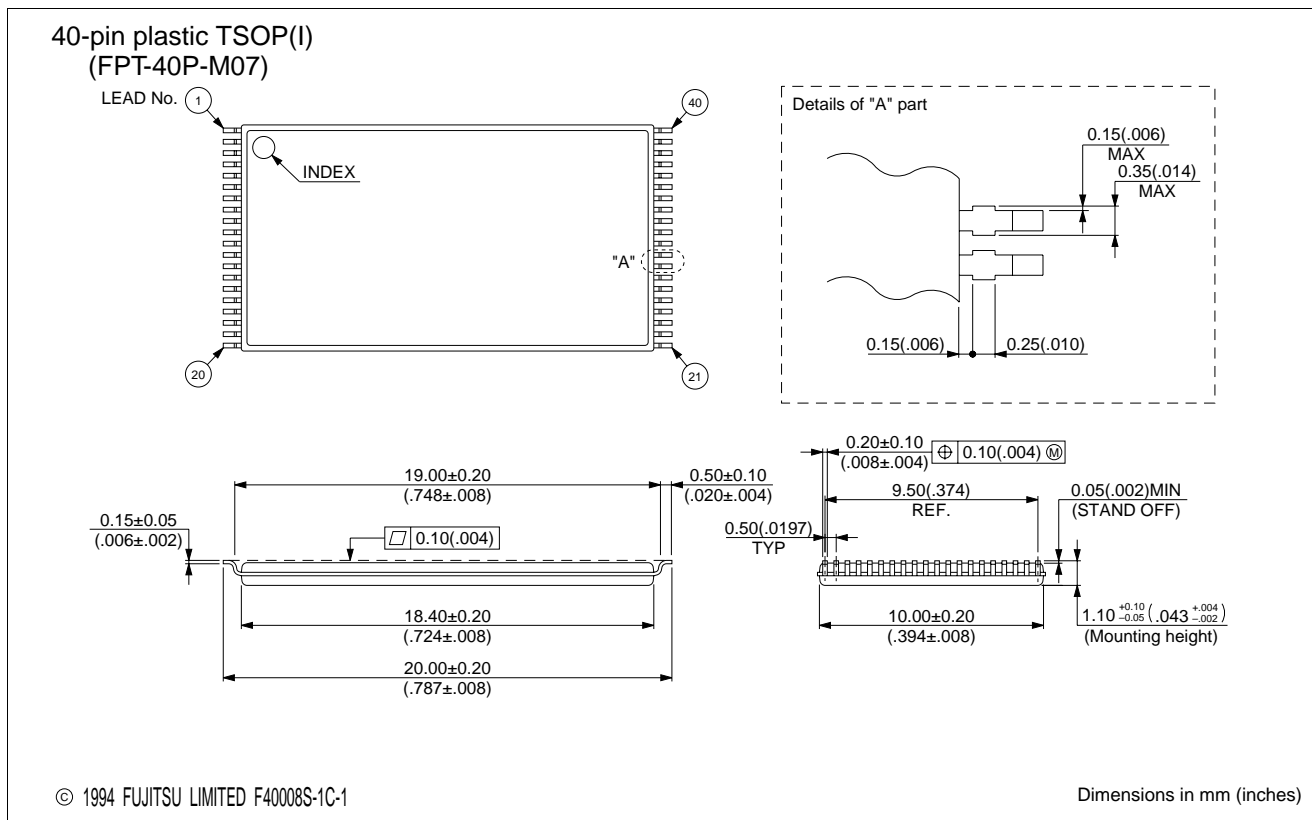 40-pin plastic TSOP(I)
(FPT-40P-M07)
LEAD No. 1
40
INDEX
"A"
20
21
Details of "A" part
0.15(.006)
MAX
0.35(.014)
MAX
0.15(.006)
0.25(.010)
19.00±0.20
(.748±.008)
0.50±0.10
(.020±.004)
0.15±0.05
(.006±.002)
0.10(.004)
18.40±0.20
(.724±.008)
20.00±0.20
(.787±.008)
0.20±0.10
(.008±.004)
⌖ 0.10(.004) Ⓜ
9.50(.374)
REF.
0.05(.002)MIN
(STAND OFF)
0.50(.0197)
TYP
10.00±0.20
(.394±.008)
1.10 +0.10 −0.05 (.043 +.004 −.002)
(Mounting height)
© 1994 FUJITSU LIMITED F40008S-1C-1
Dimensions in mm (inches)